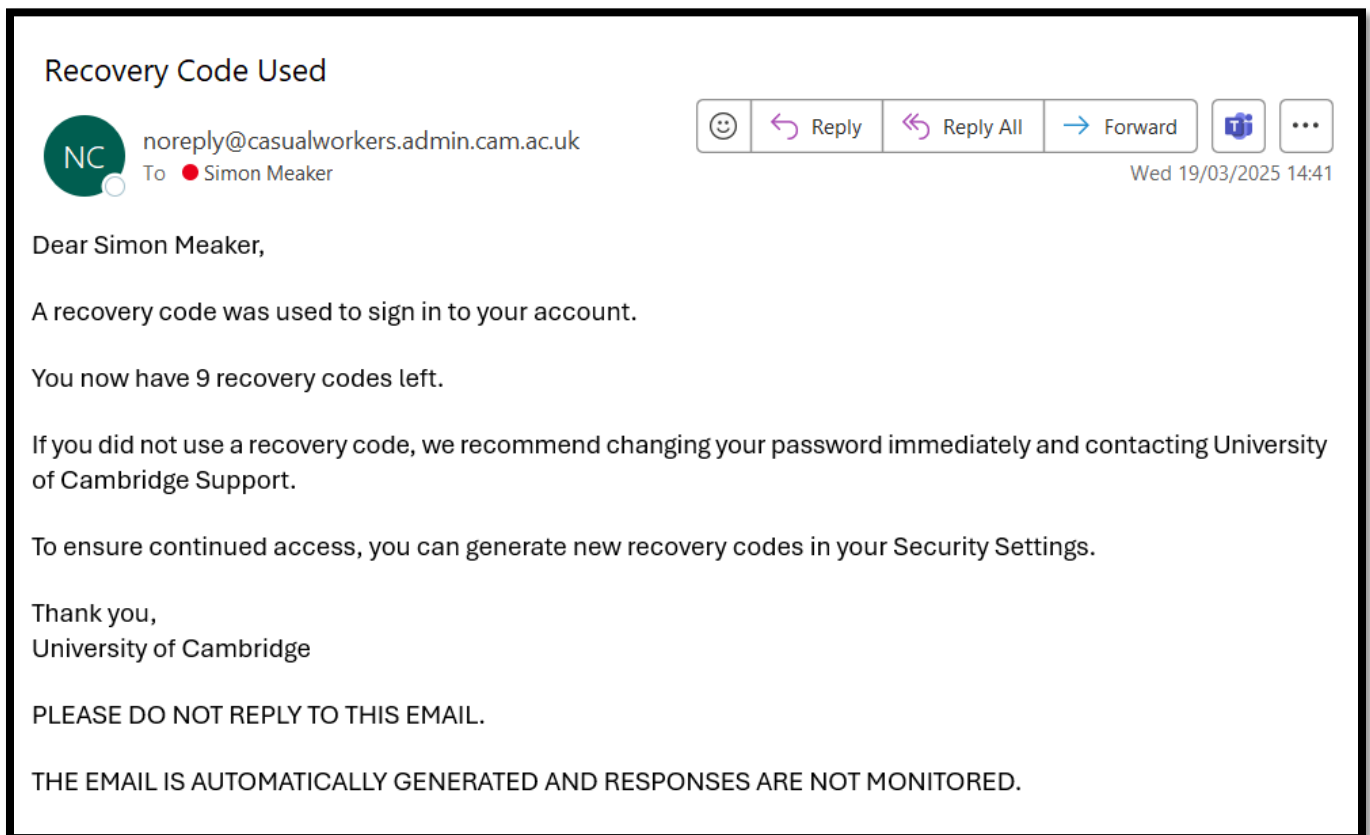 Recovery Code Used
NC
noreply@casualworkers.admin.cam.ac.uk
To Simon Meaker
Reply
Reply All
Forward
Wed 19/03/2025 14:41
Dear Simon Meaker,
A recovery code was used to sign in to your account.
You now have 9 recovery codes left.
If you did not use a recovery code, we recommend changing your password immediately and contacting University
of Cambridge Support.
To ensure continued access, you can generate new recovery codes in your Security Settings.
Thank you,
University of Cambridge
PLEASE DO NOT REPLY TO THIS EMAIL.
THE EMAIL IS AUTOMATICALLY GENERATED AND RESPONSES ARE NOT MONITORED.